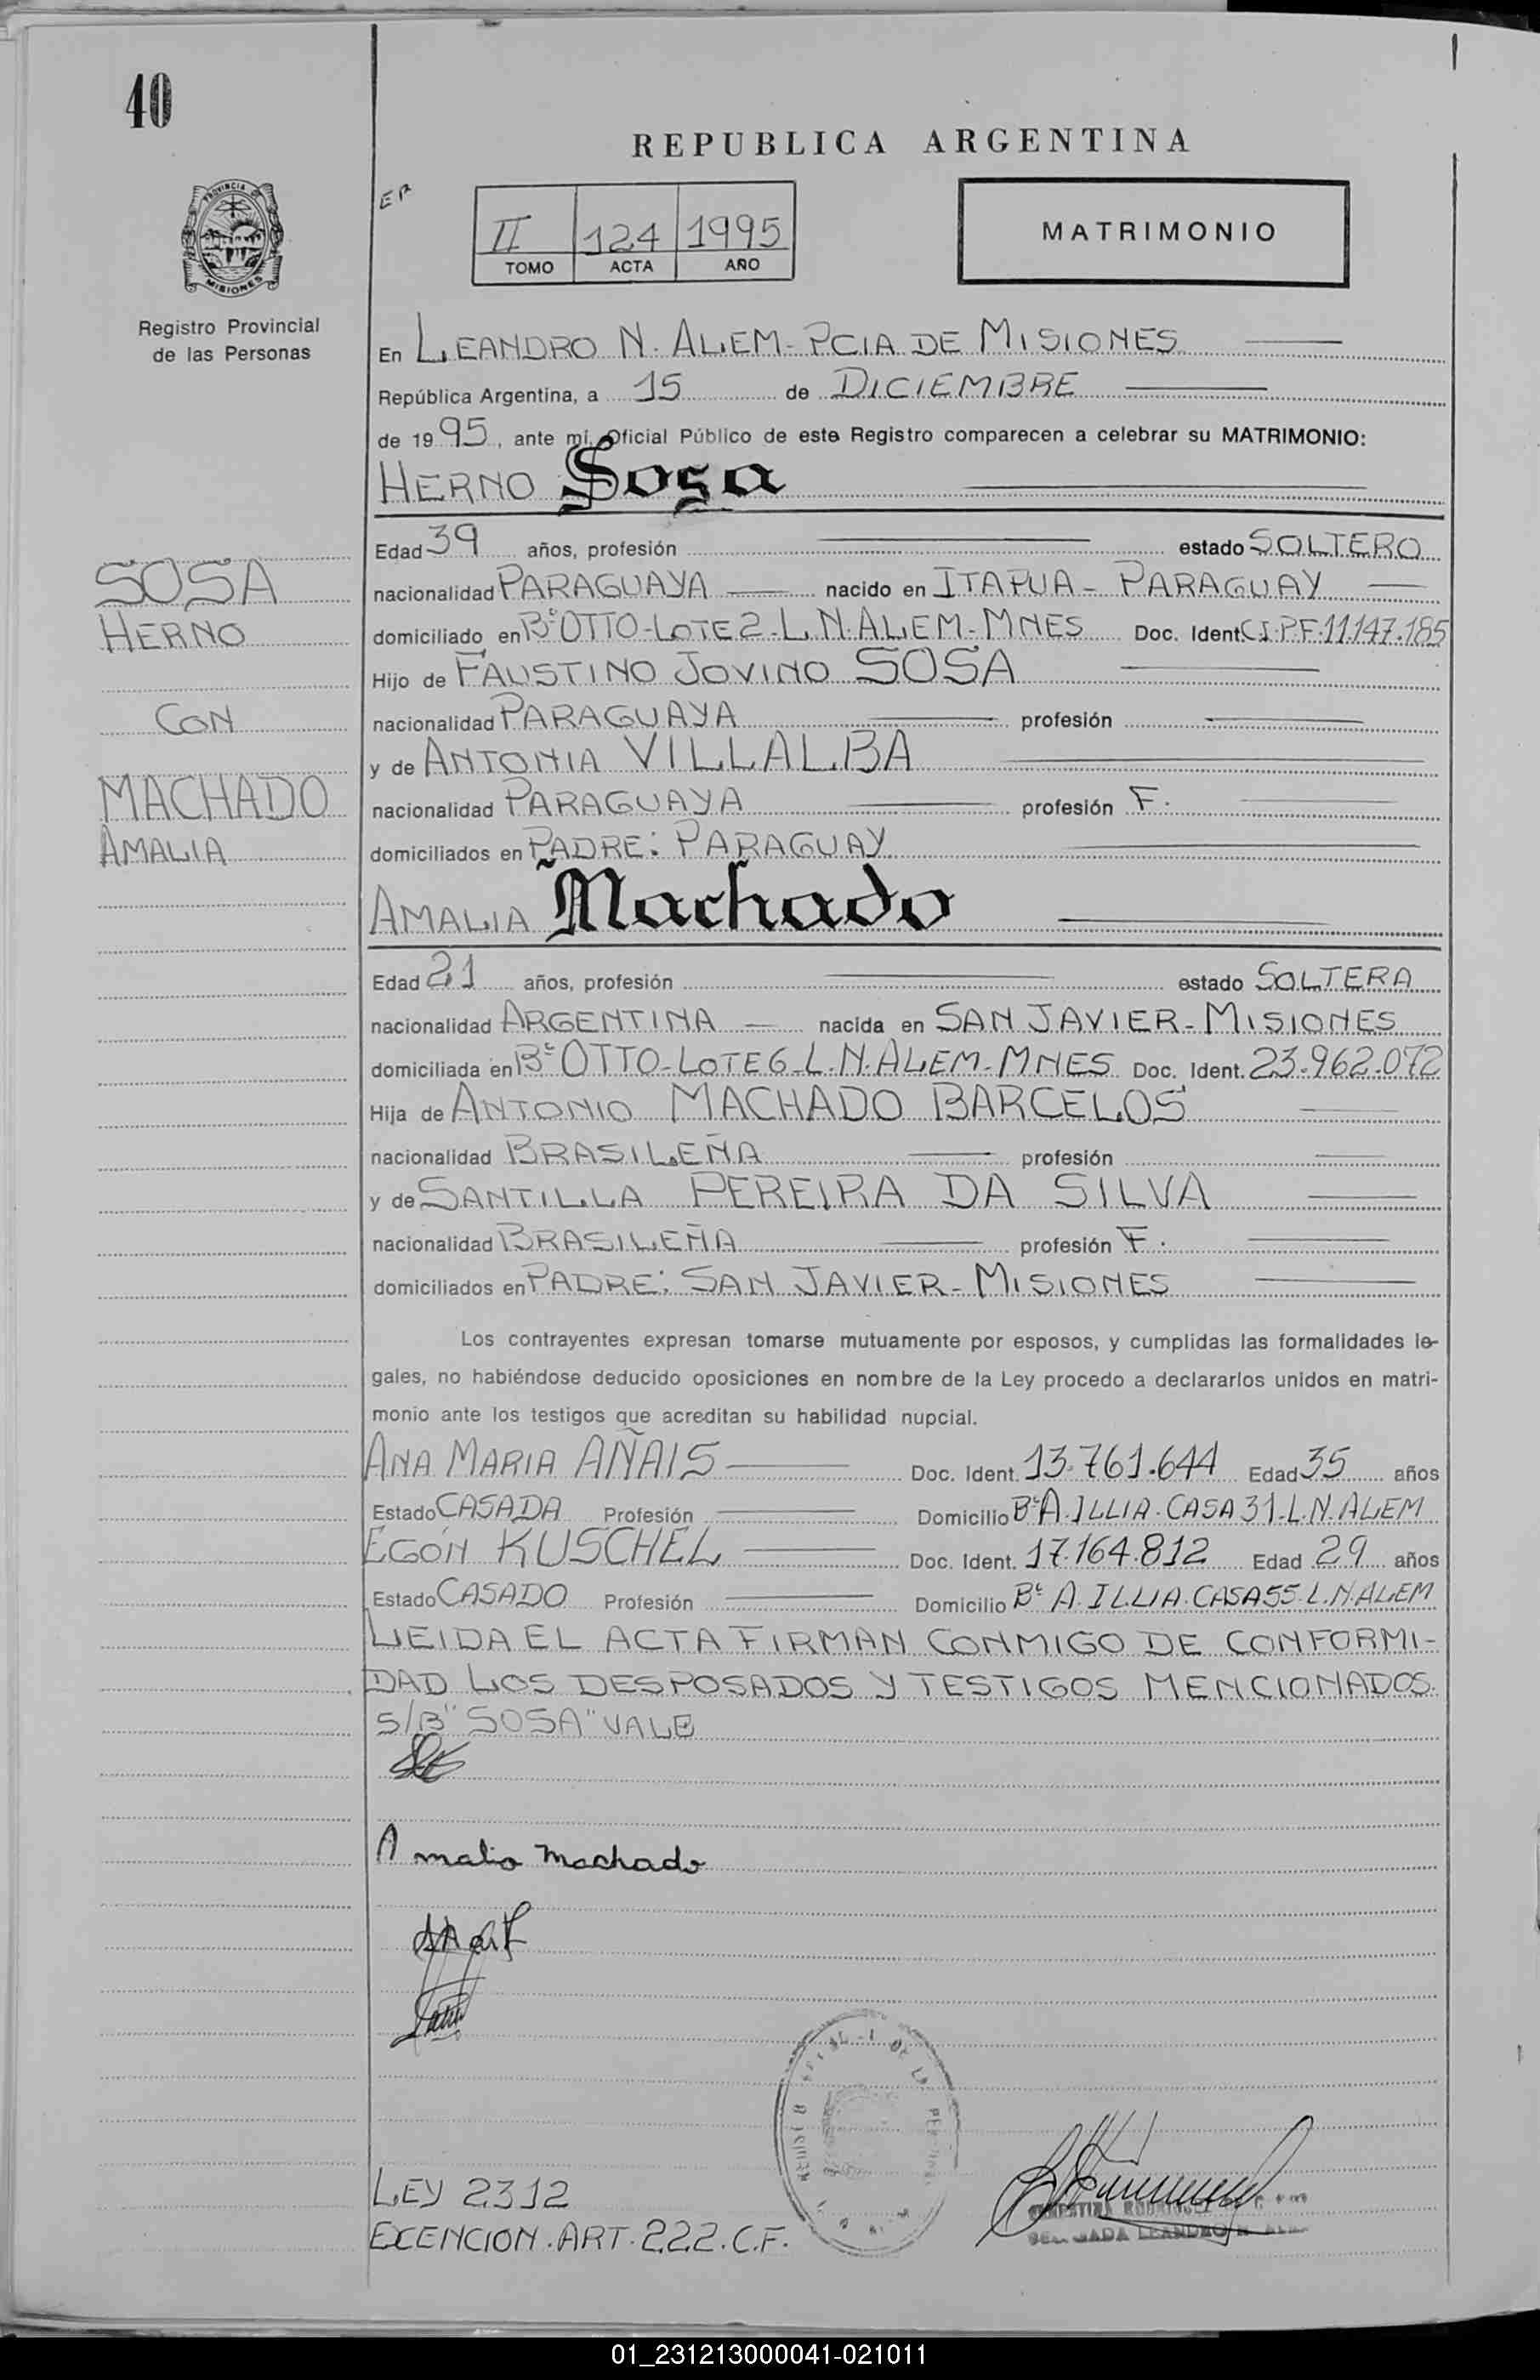 40
REPUBLICA ARGENTINA
PROVINCIA DE
MISIONES
Registro Provincial
de las Personas
II 124 1995
TOMO ACTA AÑO
MATRIMONIO
En LEANDRO N. ALEM - PCIA DE MISIONES
República Argentina, a 15 de DICIEMBRE
de 1995, ante mí, Oficial Público de este Registro comparecen a celebrar su MATRIMONIO:
HERNO Sosa
Edad 39 años, profesión estado SOLTERO
SOSA
nacionalidad PARAGUAYA nacido en ITAPUA - PARAGUAY
HERNO
domiciliado en Bº OTTO - LOTE 2 - L.N. ALEM - MNES Doc. Ident C.I.P.F. 11.147.185
Hijo de FAUSTINO JOVINO SOSA
CON
nacionalidad PARAGUAYA profesión
y de ANTONIA VILLALBA
MACHADO
nacionalidad PARAGUAYA profesión F.
AMALIA
domiciliados en PADRE: PARAGUAY
AMALIA Machado
Edad 21 años, profesión estado SOLTERA
nacionalidad ARGENTINA nacida en SAN JAVIER - MISIONES
domiciliada en Bº OTTO - LOTE 6 - L.N. ALEM - MNES Doc. Ident. 23.962.072
Hija de ANTONIO MACHADO BARCELOS
nacionalidad BRASILEÑA profesión
y de SANTILLA PEREIRA DA SILVA
nacionalidad BRASILEÑA profesión F.
domiciliados en PADRE: SAN JAVIER - MISIONES
Los contrayentes expresan tomarse mutuamente por esposos, y cumplidas las formalidades le-
gales, no habiéndose deducido oposiciones en nombre de la Ley procedo a declararlos unidos en matri-
monio ante los testigos que acreditan su habilidad nupcial.
ANA MARIA AÑAIS Doc. Ident. 13.761.644 Edad 35 años
Estado CASADA Profesión Domicilio Bº A. ILLIA - CASA 31 - L.N. ALEM
EGÓN KUSCHEL Doc. Ident. 17.164.812 Edad 29 años
Estado CASADO Profesión Domicilio Bº A. ILLIA - CASA 55 - L.N. ALEM
LEIDA EL ACTA FIRMAN CONMIGO DE CONFORMI-
DAD LOS DESPOSADOS Y TESTIGOS MENCIONADOS.
S/B "SOSA" VALE
Amalia Machado
LEY 2312
EXENCION. ART. 222. C.F.
01_231213000041-021011